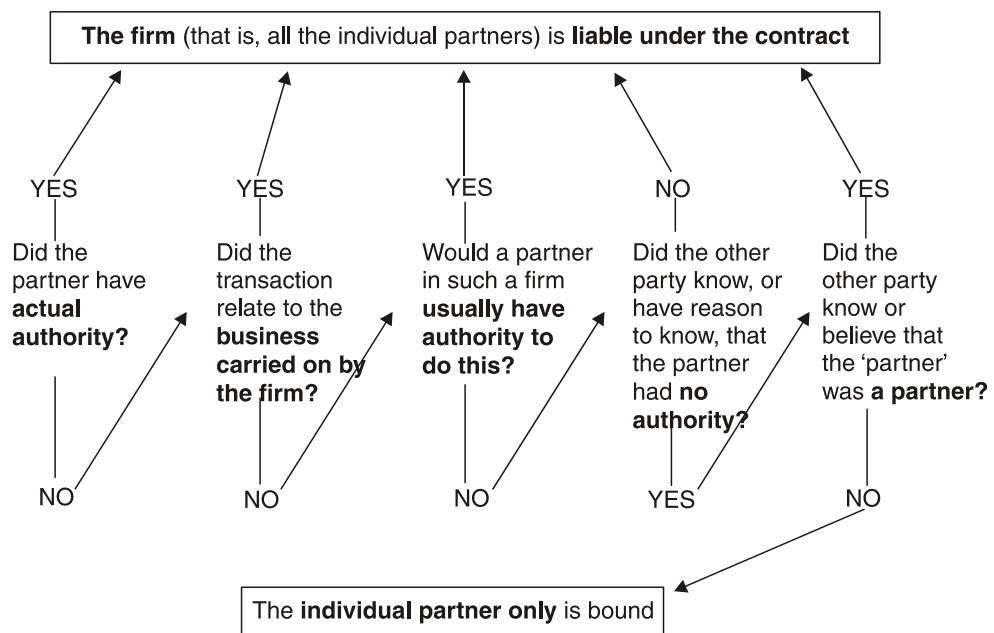 The firm (that is, all the individual partners) is liable under the contract
YES
YES
YES
NO
YES
Did the
partner have
actual
authority?
Did the
transaction
relate to the
business
carried on by
the firm?
Would a partner
in such a firm
usually have
authority to
do this?
Did the other
party know, or
have reason
to know, that
the partner
had no
authority?
Did the
other party
know or
believe that
the ‘partner’
was a partner?
NO
NO
NO
YES
NO
The individual partner only is bound